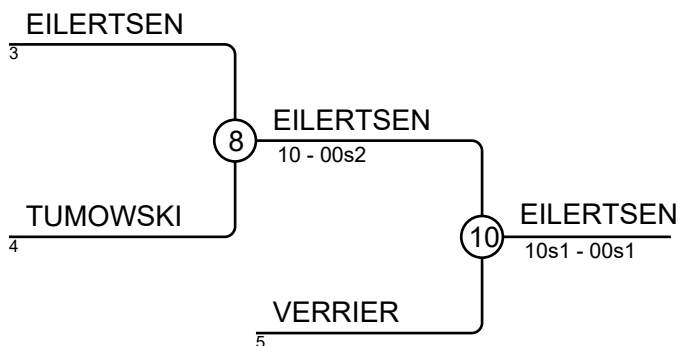 EILERTSEN
3
8
EILERTSEN
10 - 00s2
TUMOWSKI
4
10
EILERTSEN
10s1 - 00s1
VERRIER
5